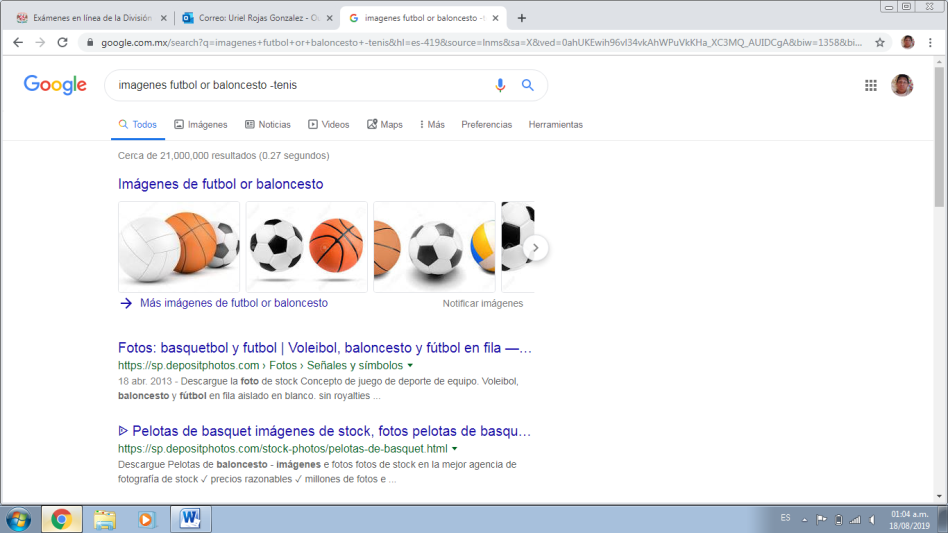 Exámenes en línea de la División
Correo: Uriel Rojas Gonzalez - O
imagenes futbol or baloncesto -t
google.com.mx/search?q=imagenes+futbol+or+baloncesto+-tenis&hl=es-419&source=lnms&sa=X&ved=0ahUKEwih96vl34vkAhWPuVkKHa_XC3MQ_AUIDCgA&biw=1358&bi...
Google
imagenes futbol or baloncesto -tenis
Todos Imágenes Noticias Videos Maps Más Preferencias Herramientas
Cerca de 21,000,000 resultados (0.27 segundos)
Imágenes de futbol or baloncesto
Más imágenes de futbol or baloncesto
Notificar imágenes
Fotos: basquetbol y futbol | Voleibol, baloncesto y fútbol en fila —...
https://sp.depositphotos.com › Fotos › Señales y símbolos
18 abr. 2013 - Descargue la foto de stock Concepto de juego de deporte de equipo. Voleibol,
baloncesto y fútbol en fila aislado en blanco. sin royalties ...
Pelotas de basquet imágenes de stock, fotos pelotas de basqu...
https://sp.depositphotos.com/stock-photos/pelotas-de-basquet.html
Descargue Pelotas de baloncesto - imágenes e fotos fotos de stock en la mejor agencia de
fotografía de stock ✓ precios razonables ✓ millones de fotos e ...
ES
01:04 a.m.
18/08/2019